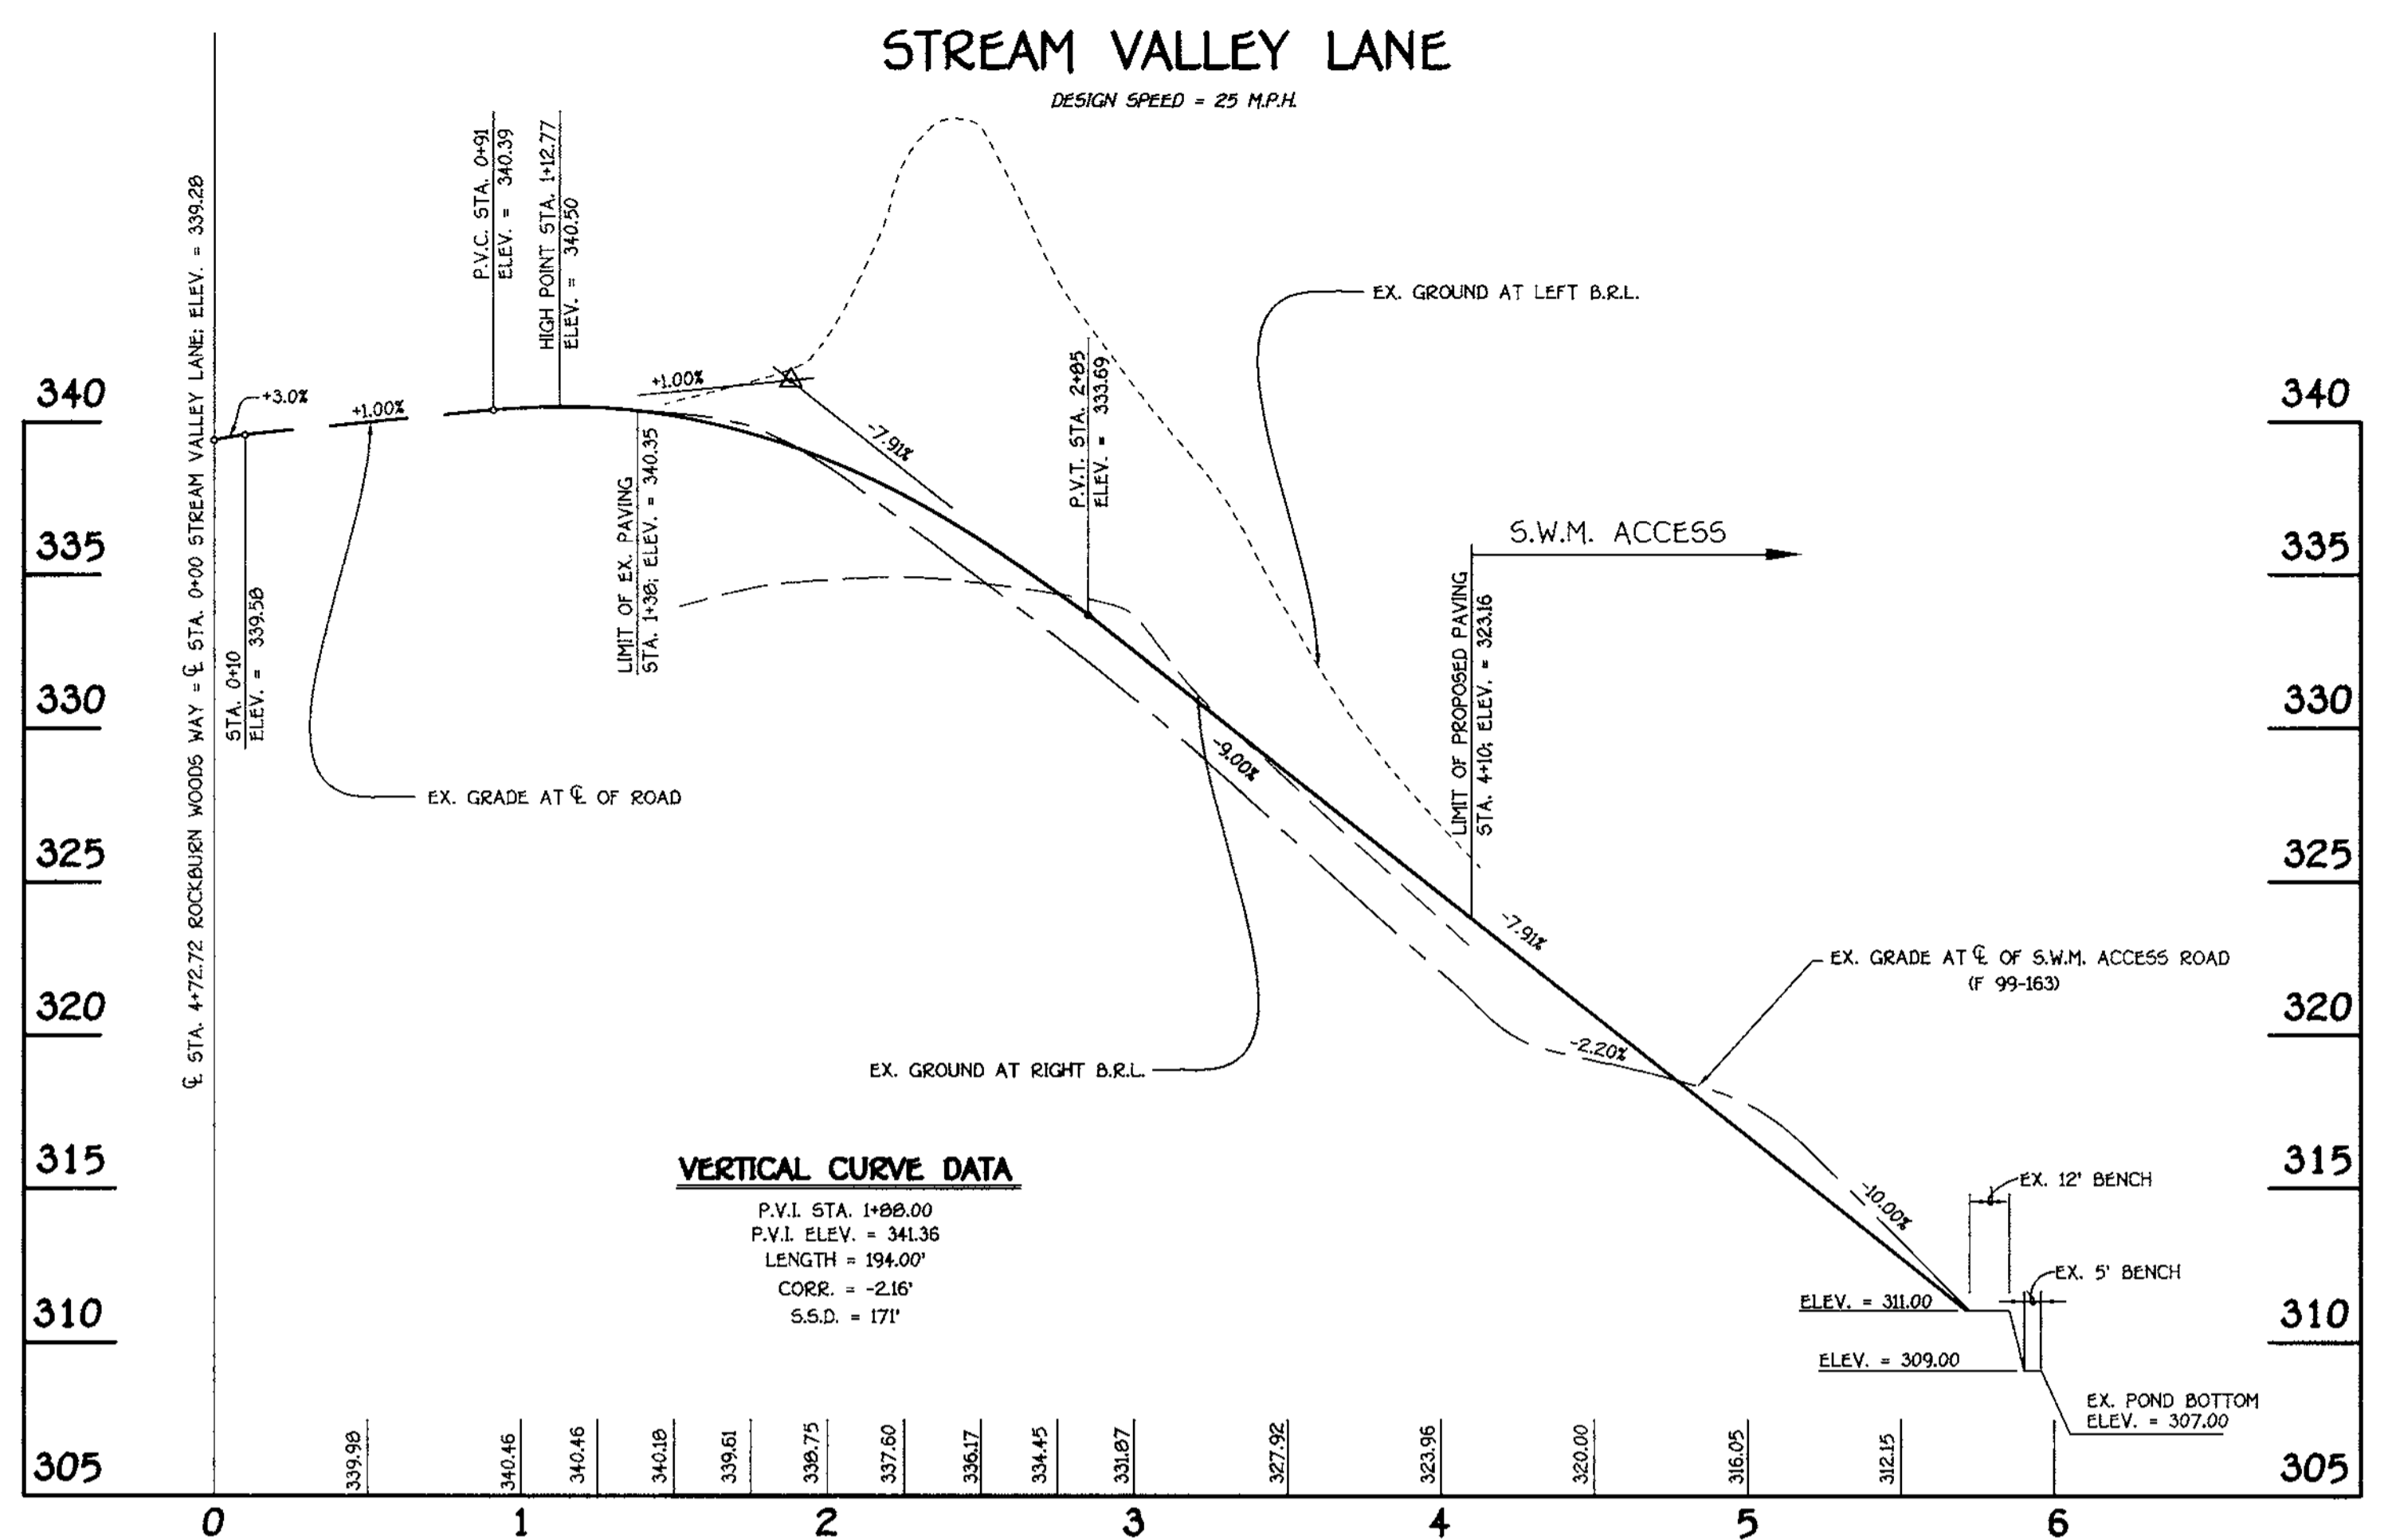 STREAM VALLEY LANE
DESIGN SPEED = 25 M.P.H.
℄ STA. 4+72.72 ROCKBURN WOODS WAY = ℄ STA. 0+00 STREAM VALLEY LANE; ELEV. = 339.28
P.V.C. STA. 0+91
ELEV. = 340.39
HIGH POINT STA. 1+12.77
ELEV. = 340.50
EX. GROUND AT LEFT B.R.L.
+3.0%
+1.00%
+1.00%
-7.91%
P.V.T. STA. 2+85
ELEV. = 333.69
LIMIT OF EX. PAVING
STA. 1+38; ELEV. = 340.35
STA. 0+10
ELEV. = 339.58
S.W.M. ACCESS
LIMIT OF PROPOSED PAVING
STA. 4+10; ELEV. = 323.16
-9.00%
EX. GRADE AT ℄ OF ROAD
-7.91%
EX. GRADE AT ℄ OF S.W.M. ACCESS ROAD
(F 99-163)
-2.20%
EX. GROUND AT RIGHT B.R.L.
VERTICAL CURVE DATA
P.V.I. STA. 1+88.00
P.V.I. ELEV. = 341.36
LENGTH = 194.00'
CORR. = -2.16'
S.S.D. = 171'
-10.00%
EX. 12' BENCH
EX. 5' BENCH
ELEV. = 311.00
ELEV. = 309.00
EX. POND BOTTOM
ELEV. = 307.00
340
335
330
325
320
315
310
305
340
335
330
325
320
315
310
305
339.98
340.46
340.46
340.18
339.61
338.75
337.60
336.17
334.45
331.87
327.92
323.96
320.00
316.05
312.15
0 1 2 3 4 5 6